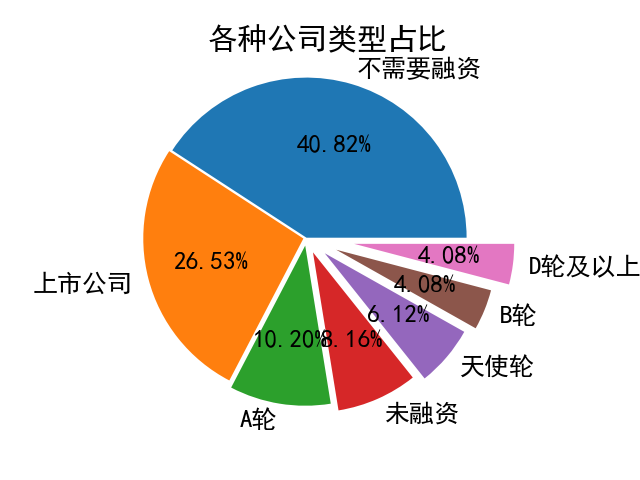 各种公司类型占比
不需要融资
40.82%
26.53%
上市公司
10.20%
A轮
8.16%
未融资
6.12%
天使轮
4.08%
B轮
4.08%
D轮及以上